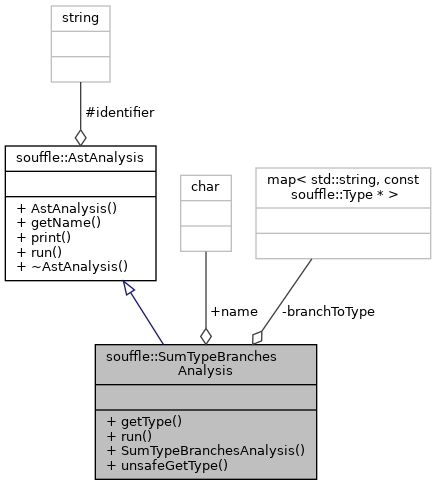 string
#identifier
souffle::AstAnalysis
+ AstAnalysis()
+ getName()
+ print()
+ run()
+ ~AstAnalysis()
char
map< std::string, const
souffle::Type * >
+name
-branchToType
souffle::SumTypeBranches
Analysis
+ getType()
+ run()
+ SumTypeBranchesAnalysis()
+ unsafeGetType()